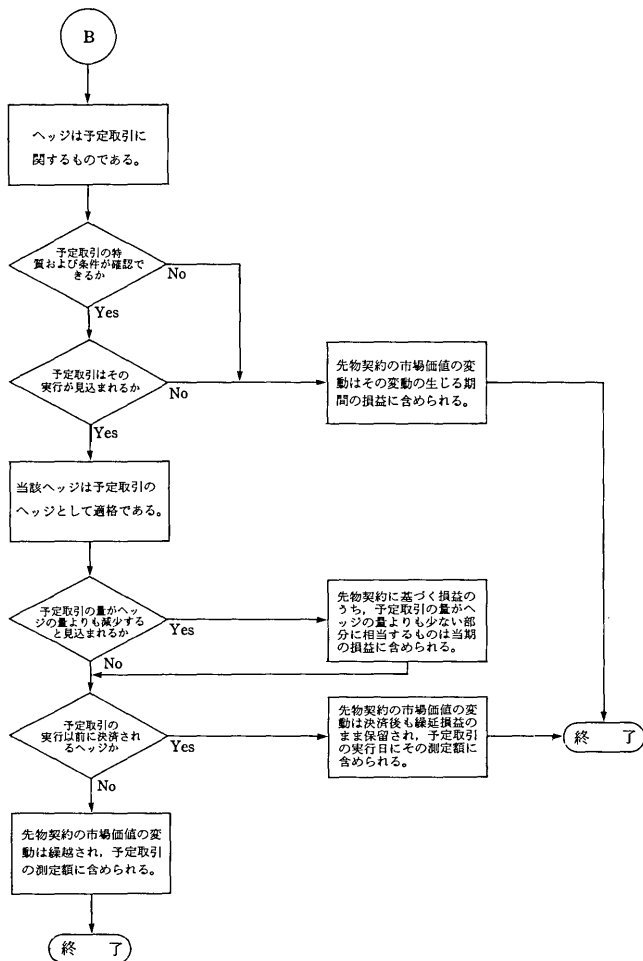 B
ヘッジは予定取引に
関するものである。
予定取引の特
質および条件が確認で
きるか
No
Yes
予定取引はその
実行が見込まれるか
No
Yes
先物契約の市場価値の変
動はその変動の生じる期
間の損益に含められる。
当該ヘッジは予定取引の
ヘッジとして適格である。
予定取引の量がヘッ
ジの量よりも減少する
と見込まれるか
Yes
No
先物契約に基づく損益の
うち，予定取引の量がヘ
ッジの量よりも少ない部
分に相当するものは当期
の損益に含められる。
予定取引の
実行以前に決済され
るヘッジか
Yes
No
先物契約の市場価値の変
動は決済後も繰延損益の
まま保留され，予定取引
の実行日にその測定額に
含められる。
終 了
先物契約の市場価値の変
動は繰越され，予定取引
の測定額に含められる。
終 了